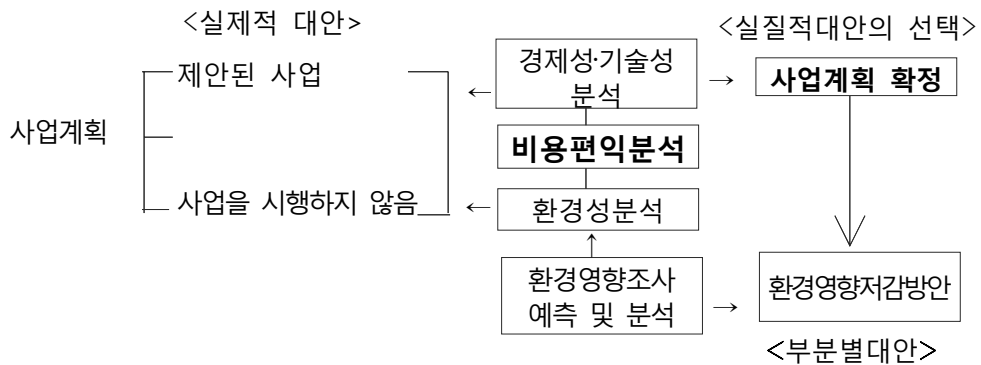 <실제적 대안>
<실질적대안의 선택>
제안된 사업
경제성·기술성
분석
←
→
사업계획 확정
사업계획
비용편익분석
사업을 시행하지 않음
←
환경성분석
↑
환경영향조사
예측 및 분석
→
환경영향저감방안
<부분별대안>